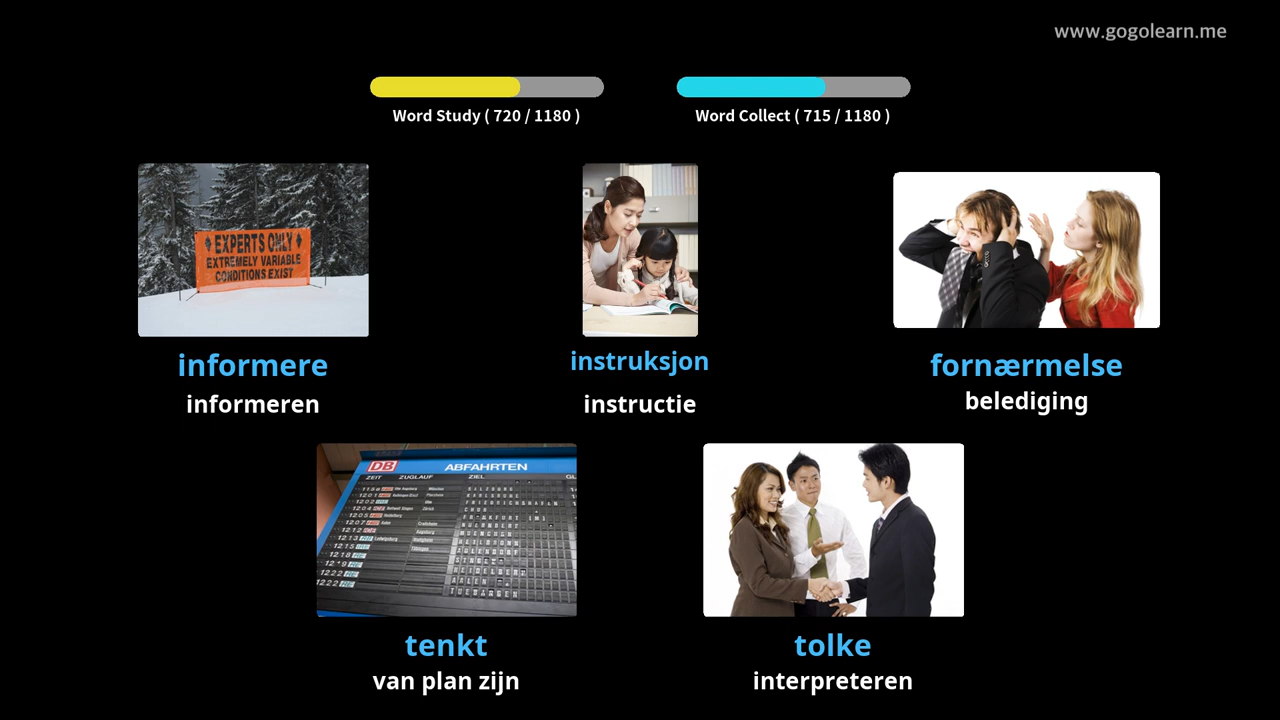 www.gogolearn.me
Word Study ( 720 / 1180 )
Word Collect ( 715 / 1180 )
EXPERTS ONLY
EXTREMELY VARIABLE
CONDITIONS EXIST
informere
informeren
instruksjon
instructie
fornærmelse
belediging
DB ABFAHRTEN
ZEIT ZUGLAUF ZIEL
tenkt
van plan zijn
tolke
interpreteren